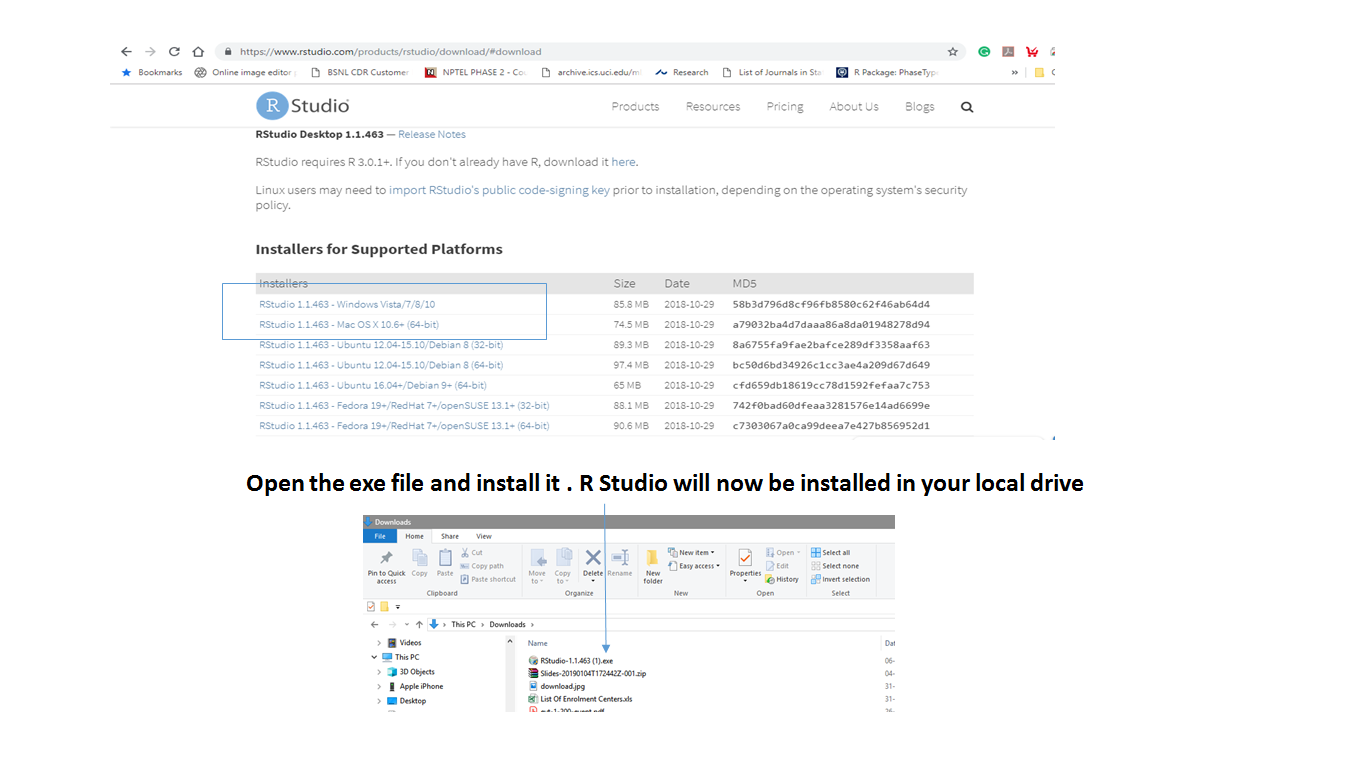 https://www.rstudio.com/products/rstudio/download/#download
Bookmarks Online image editor BSNL CDR Customer NPTEL PHASE 2 - Co archive.ics.uci.edu/m Research List of Journals in Sta R Package: PhaseType »
R Studio Products Resources Pricing About Us Blogs
RStudio Desktop 1.1.463 — Release Notes
RStudio requires R 3.0.1+. If you don't already have R, download it here.
Linux users may need to import RStudio's public code-signing key prior to installation, depending on the operating system's security
policy.
Installers for Supported Platforms
Installers Size Date MD5
RStudio 1.1.463 - Windows Vista/7/8/10 85.8 MB 2018-10-29 58b3d796d8cf96fb8580c62f46ab64d4
RStudio 1.1.463 - Mac OS X 10.6+ (64-bit) 74.5 MB 2018-10-29 a79032ba4d7daaa86a8da01948278d94
RStudio 1.1.463 - Ubuntu 12.04-15.10/Debian 8 (32-bit) 89.3 MB 2018-10-29 8a6755fa9fae2bafce289df3358aaf63
RStudio 1.1.463 - Ubuntu 12.04-15.10/Debian 8 (64-bit) 97.4 MB 2018-10-29 bc50d6bd34926c1cc3ae4a209d67d649
RStudio 1.1.463 - Ubuntu 16.04+/Debian 9+ (64-bit) 65 MB 2018-10-29 cfd659db18619cc78d1592fefaa7c753
RStudio 1.1.463 - Fedora 19+/RedHat 7+/openSUSE 13.1+ (32-bit) 88.1 MB 2018-10-29 742f0bad60dfeaa3281576e14ad6699e
RStudio 1.1.463 - Fedora 19+/RedHat 7+/openSUSE 13.1+ (64-bit) 90.6 MB 2018-10-29 c7303067a0ca99deea7e427b856952d1
Open the exe file and install it . R Studio will now be installed in your local drive
Downloads
File Home Share View
Pin to Quick access Copy Paste Cut Copy path Paste shortcut Move to Copy to Delete Rename New folder New item Easy access Properties Open Edit History Select all Select none Invert selection
Clipboard Organize New Open Select
This PC > Downloads >
Videos Name Dat
This PC RStudio-1.1.463 (1).exe 06-
3D Objects Slides-20190104T172442Z-001.zip 04-
Apple iPhone download.jpg 31-
Desktop List Of Enrolment Centers.xls 31-